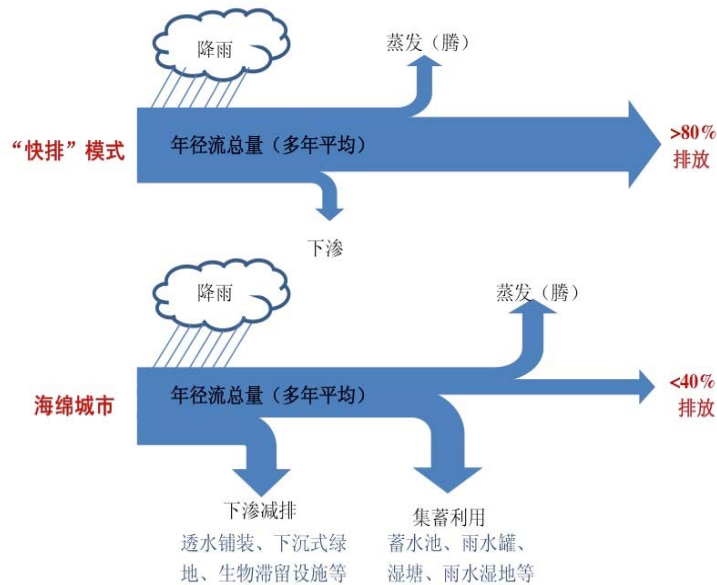 降雨
蒸发（腾）
“快排”模式
年径流总量（多年平均）
>80%
排放
下渗
降雨
蒸发（腾）
海绵城市
年径流总量（多年平均）
<40%
排放
下渗减排
透水铺装、下沉式绿
地、生物滞留设施等
集蓄利用
蓄水池、雨水罐、
湿塘、雨水湿地等